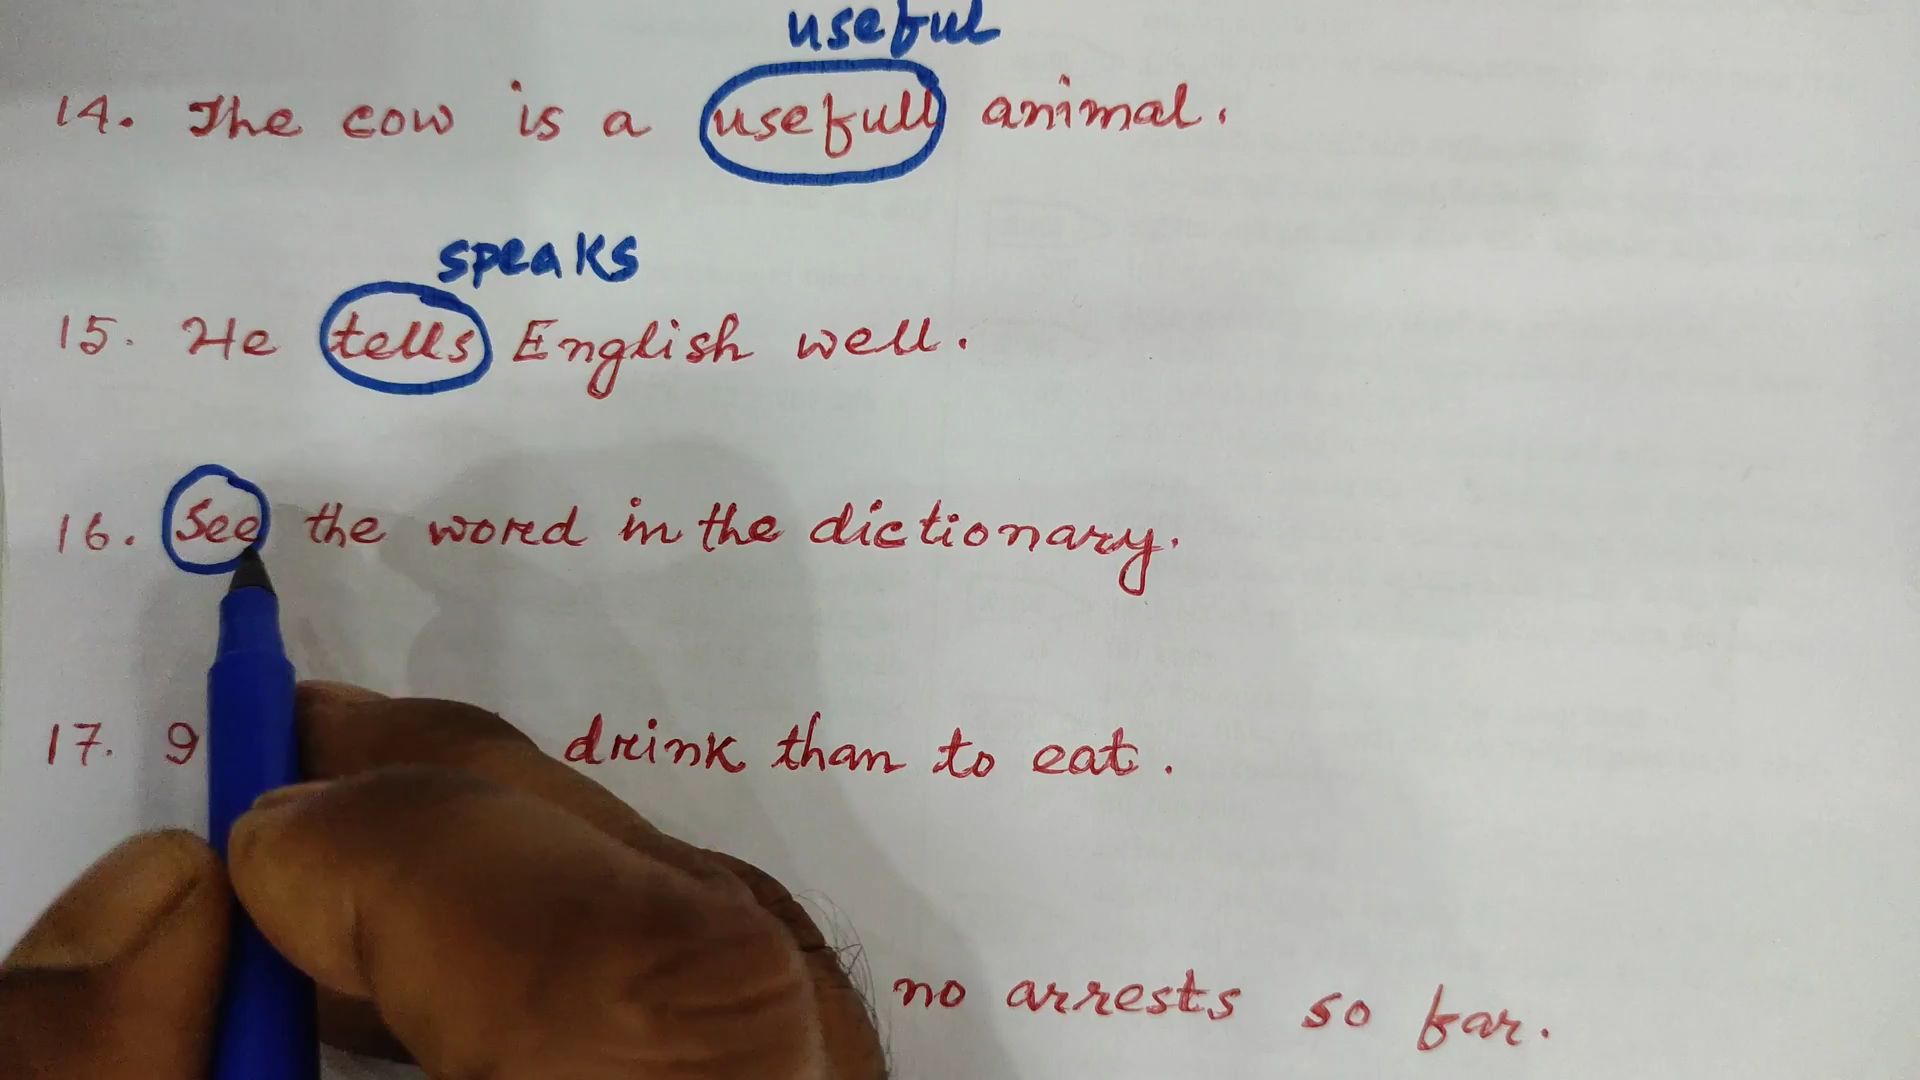 useful
14. The cow is a usefull animal.
speaks
15. He tells English well.
16. See the word in the dictionary.
17. drink than to eat.
no arrests so far.